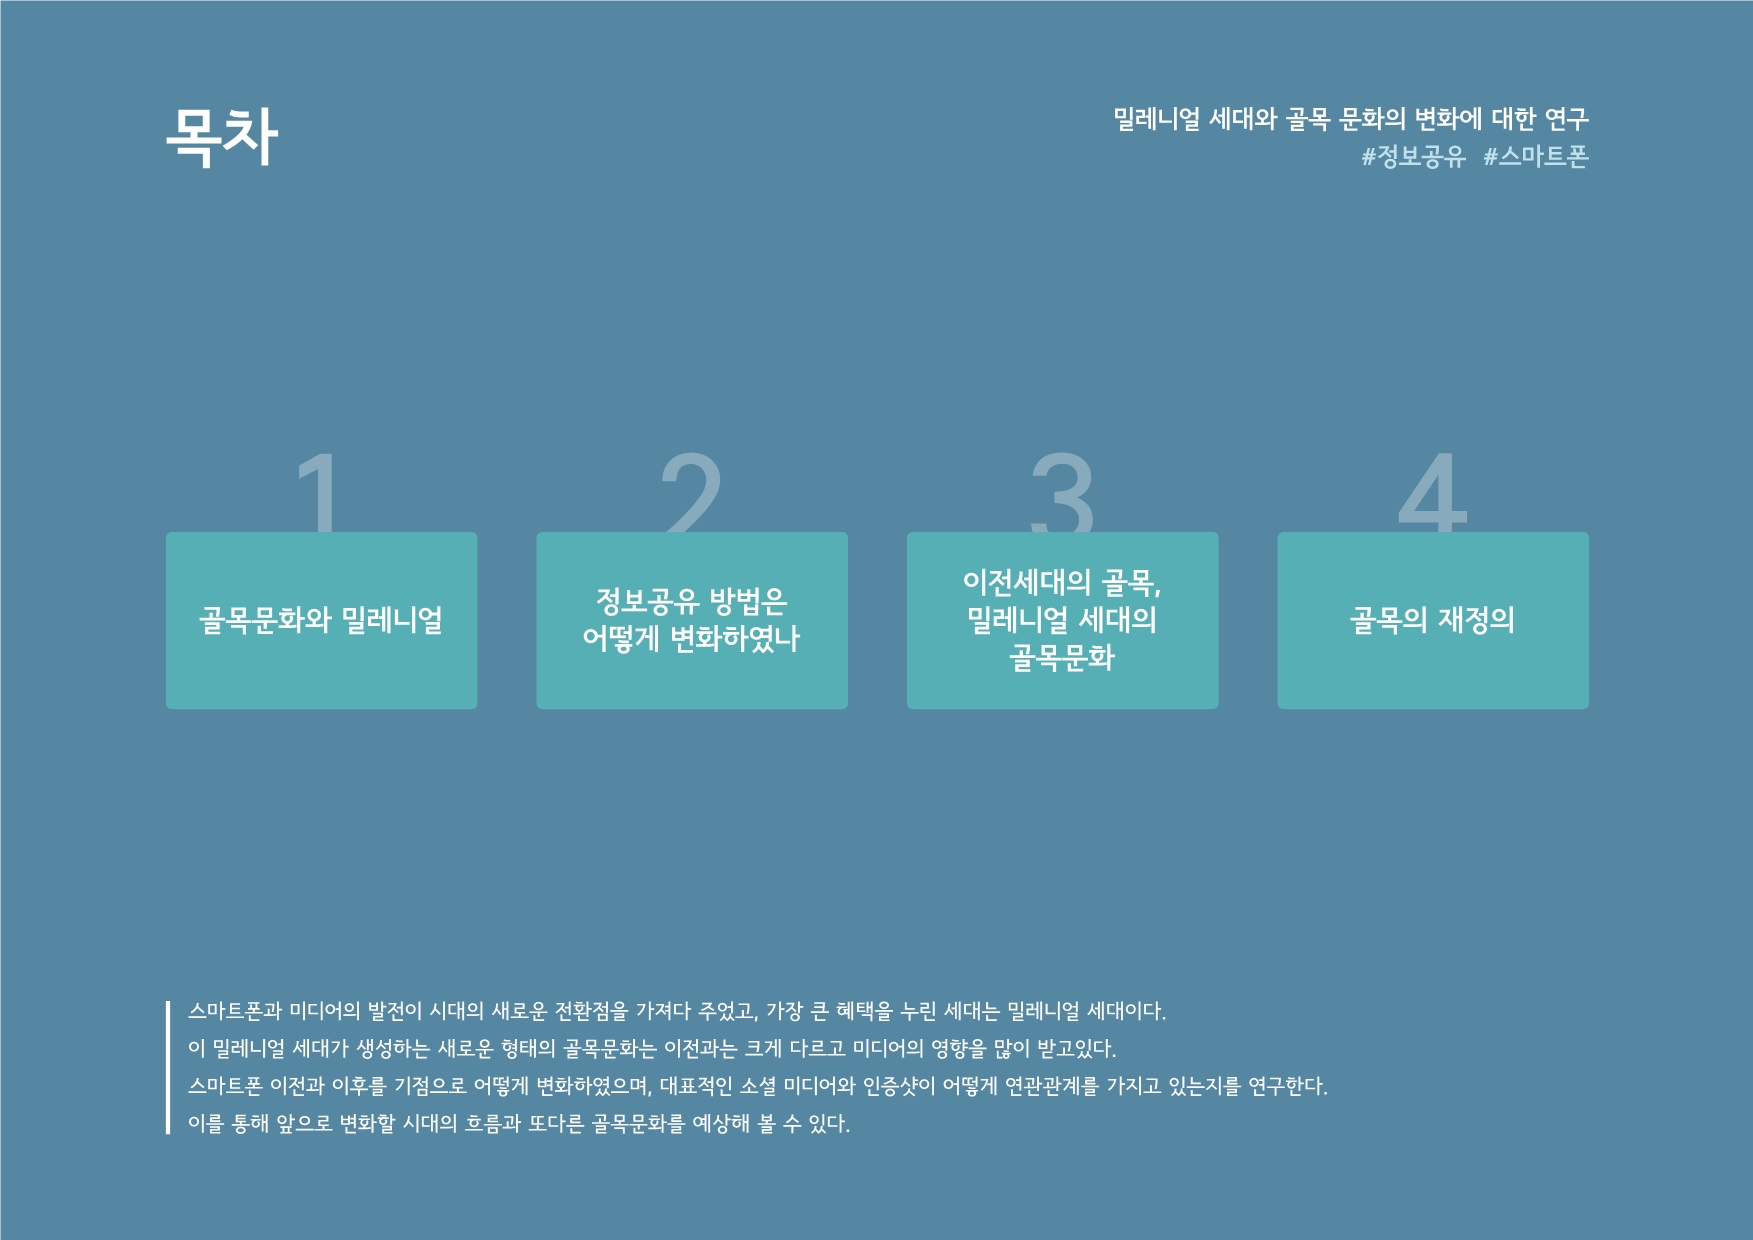 목차
밀레니얼 세대와 골목 문화의 변화에 대한 연구
#정보공유 #스마트폰
1
골목문화와 밀레니얼
2
정보공유 방법은
어떻게 변화하였나
3
이전세대의 골목,
밀레니얼 세대의
골목문화
4
골목의 재정의
스마트폰과 미디어의 발전이 시대의 새로운 전환점을 가져다 주었고, 가장 큰 혜택을 누린 세대는 밀레니얼 세대이다.
이 밀레니얼 세대가 생성하는 새로운 형태의 골목문화는 이전과는 크게 다르고 미디어의 영향을 많이 받고있다.
스마트폰 이전과 이후를 기점으로 어떻게 변화하였으며, 대표적인 소셜 미디어와 인증샷이 어떻게 연관관계를 가지고 있는지를 연구한다.
이를 통해 앞으로 변화할 시대의 흐름과 또다른 골목문화를 예상해 볼 수 있다.